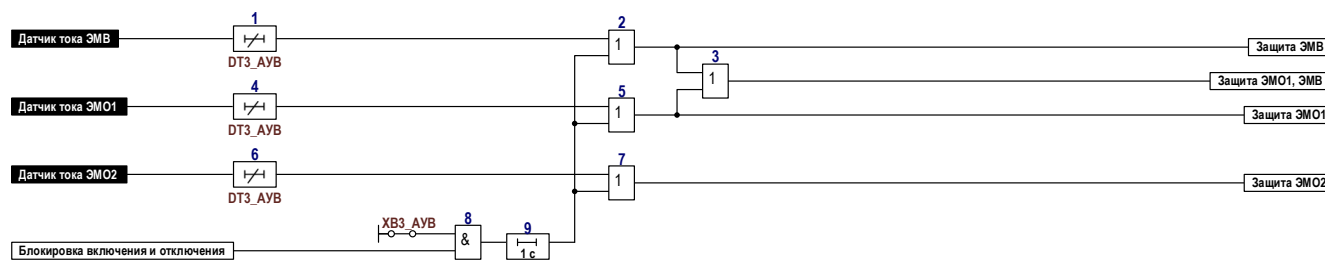 1
2
Датчик тока ЭМВ
1
Защита ЭМВ
DT3_АУВ
3
1
Защита ЭМО1, ЭМВ
4
5
Датчик тока ЭМО1
1
Защита ЭМО1
DT3_АУВ
6
7
Датчик тока ЭМО2
1
Защита ЭМО2
DT3_АУВ
XB3_АУВ
8
&
9
1 с
Блокировка включения и отключения